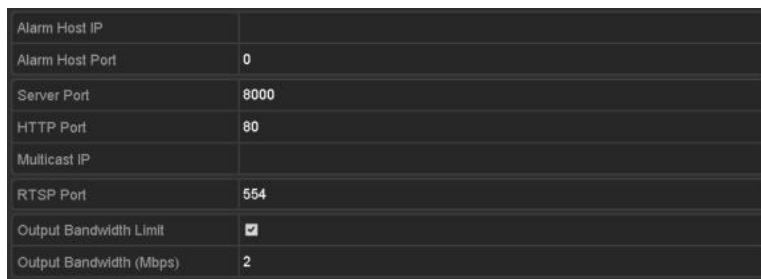 Alarm Host IP
Alarm Host Port 0
Server Port 8000
HTTP Port 80
Multicast IP
RTSP Port 554
Output Bandwidth Limit
Output Bandwidth (Mbps) 2